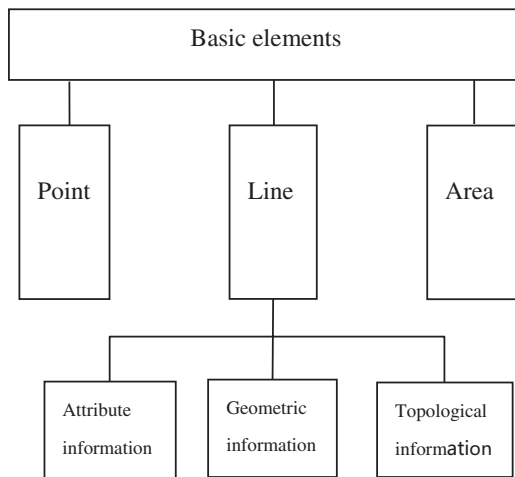 Basic elements
Point
Line
Area
Attribute
information
Geometric
information
Topological
information